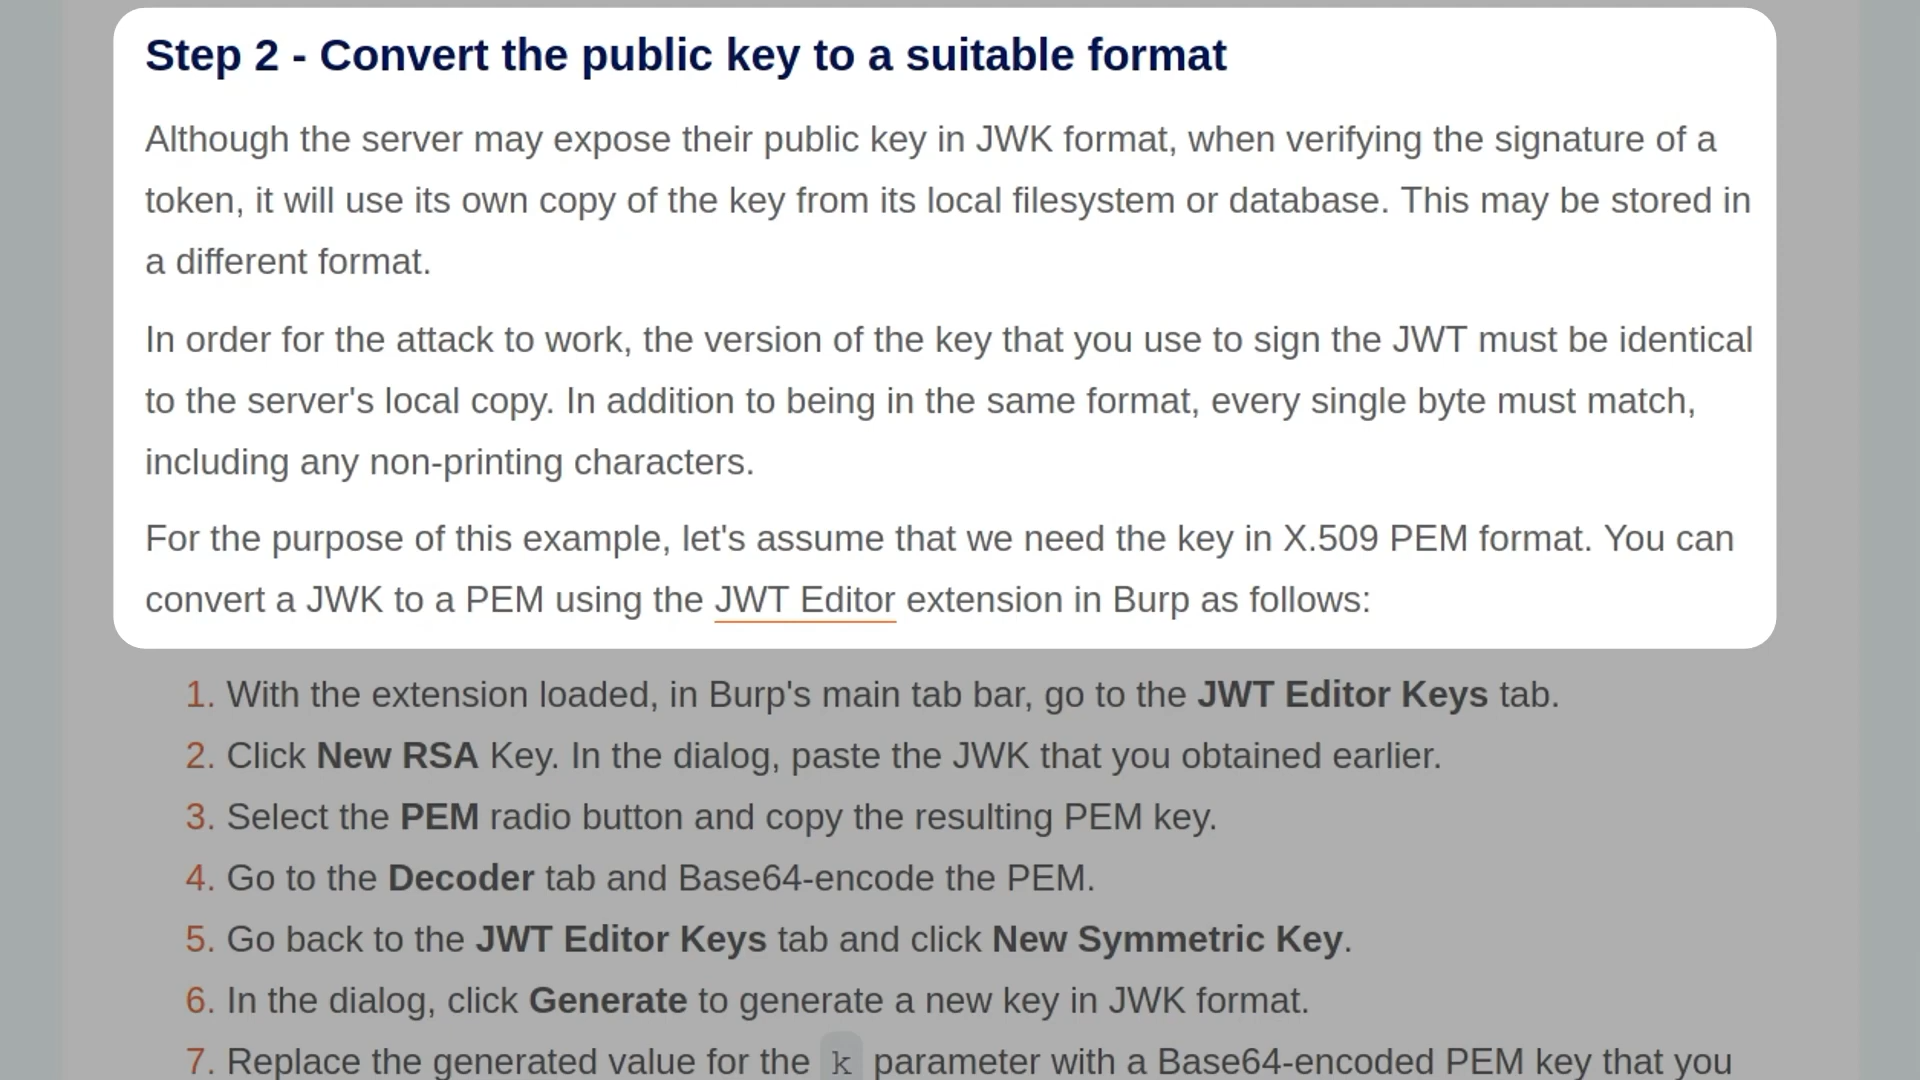 Step 2 - Convert the public key to a suitable format
Although the server may expose their public key in JWK format, when verifying the signature of a
token, it will use its own copy of the key from its local filesystem or database. This may be stored in
a different format.
In order for the attack to work, the version of the key that you use to sign the JWT must be identical
to the server's local copy. In addition to being in the same format, every single byte must match,
including any non-printing characters.
For the purpose of this example, let's assume that we need the key in X.509 PEM format. You can
convert a JWK to a PEM using the JWT Editor extension in Burp as follows:
1. With the extension loaded, in Burp's main tab bar, go to the JWT Editor Keys tab.
2. Click New RSA Key. In the dialog, paste the JWK that you obtained earlier.
3. Select the PEM radio button and copy the resulting PEM key.
4. Go to the Decoder tab and Base64-encode the PEM.
5. Go back to the JWT Editor Keys tab and click New Symmetric Key.
6. In the dialog, click Generate to generate a new key in JWK format.
7. Replace the generated value for the k parameter with a Base64-encoded PEM key that you